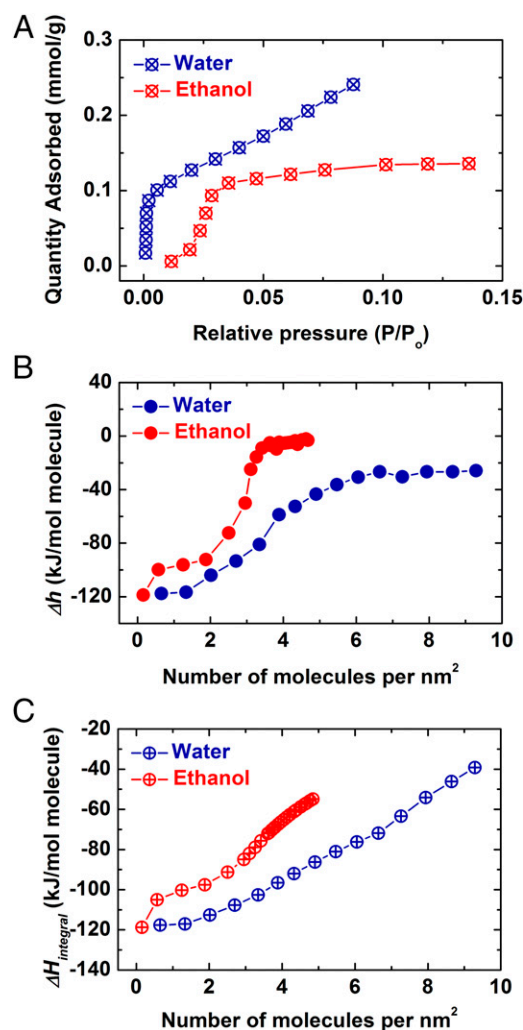 A
Quantity Adsorbed (mmol/g)
0.3
0.2
0.1
0.0
Water
Ethanol
0.00 0.05 0.10 0.15
Relative pressure (P/Po)
B
Δh (kJ/mol molecule)
40
0
-40
-80
-120
Water
Ethanol
0 2 4 6 8 10
Number of molecules per nm²
C
ΔHintegral (kJ/mol molecule)
-20
-40
-60
-80
-100
-120
-140
Water
Ethanol
0 2 4 6 8 10
Number of molecules per nm²